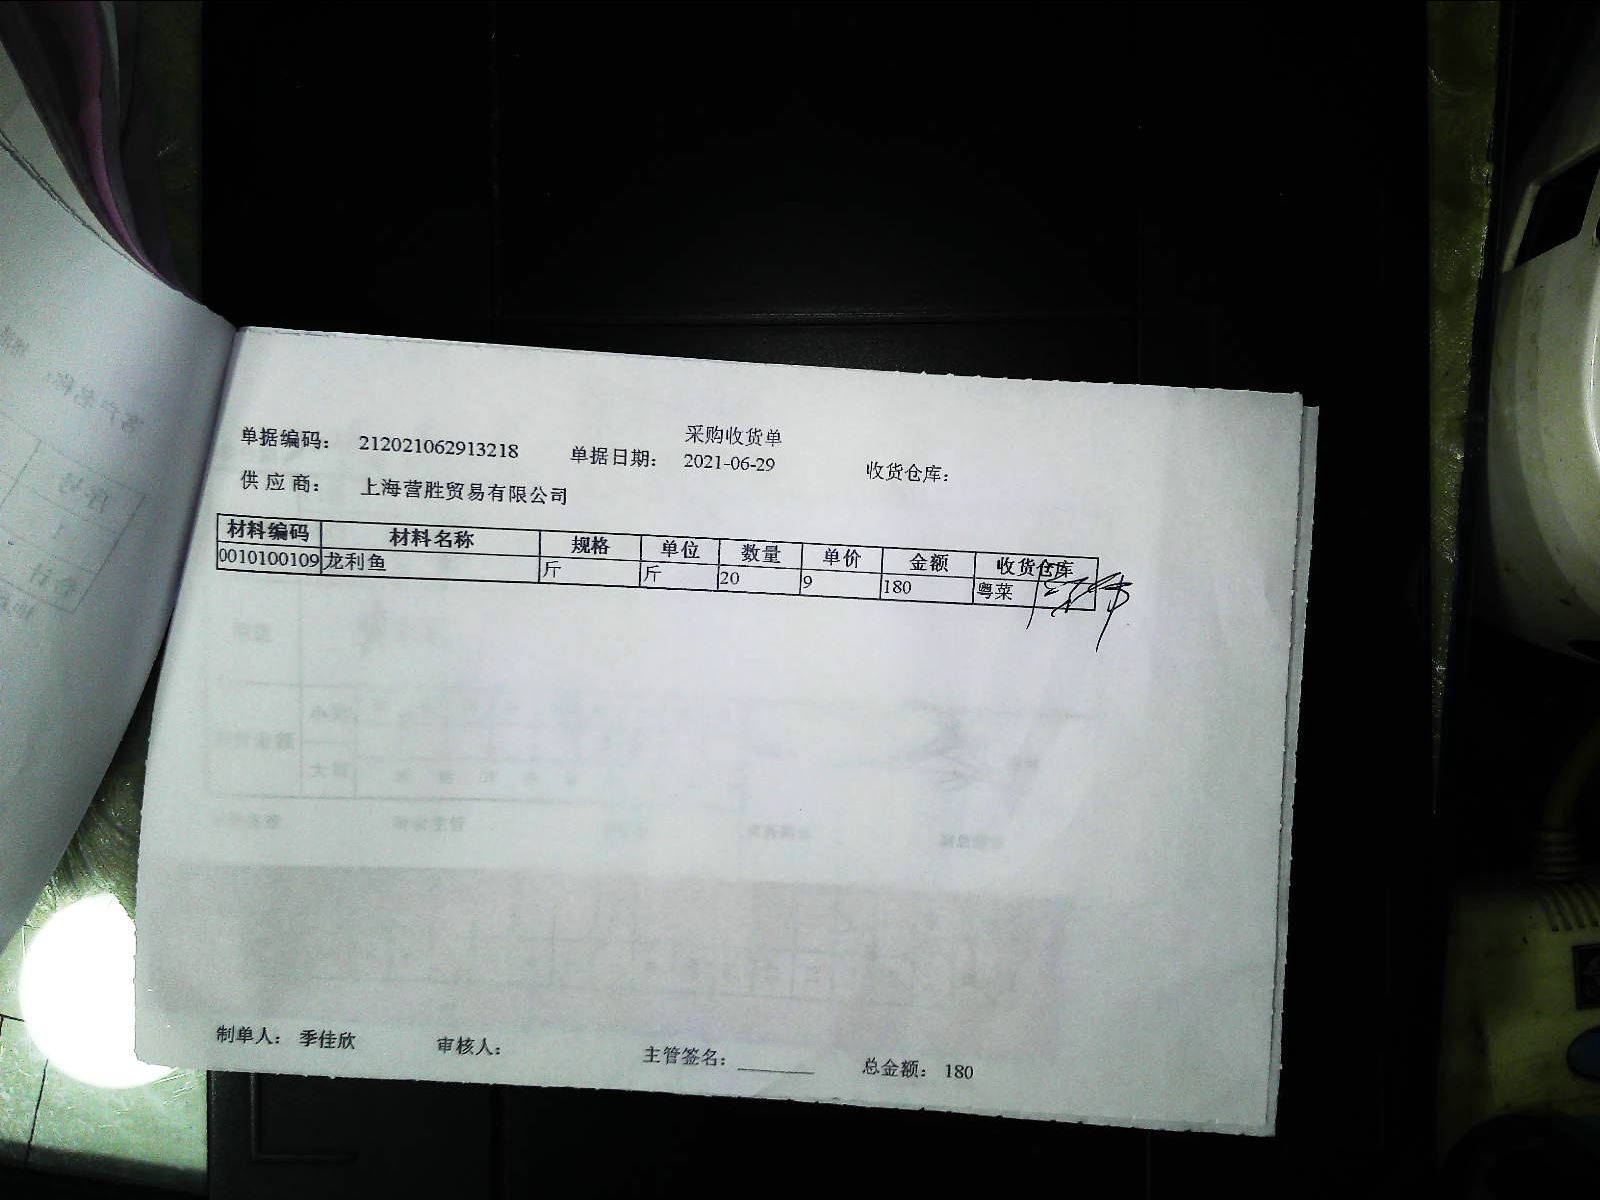 采购收货单
单据编码： 212021062913218 单据日期： 2021-06-29 收货仓库：
供 应 商： 上海营胜贸易有限公司
材料编码 材料名称 规格 单位 数量 单价 金额 收货仓库
0010100109 龙利鱼 斤 斤 20 9 180 粤菜
制单人： 季佳欣 审核人： 主管签名： ________ 总金额： 180